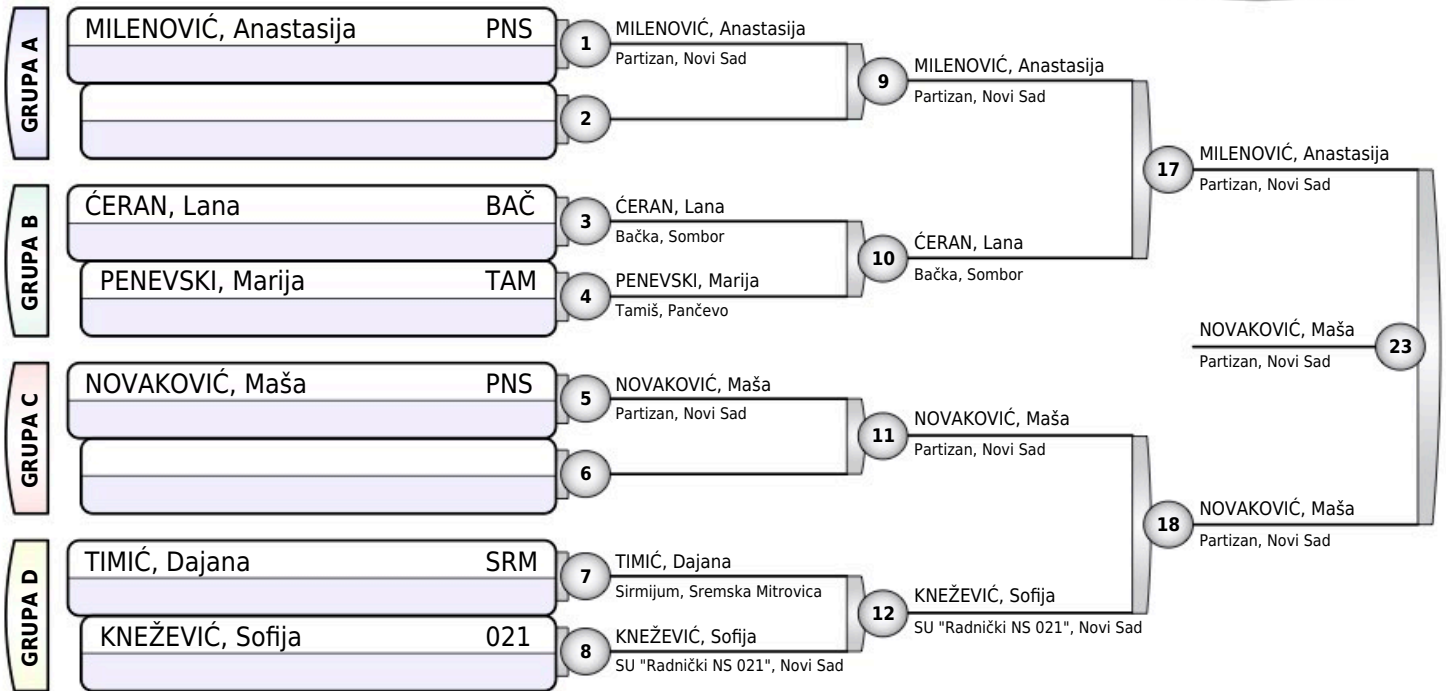 GRUPA A
MILENOVIĆ, Anastasija PNS
1
MILENOVIĆ, Anastasija
Partizan, Novi Sad
2
9
MILENOVIĆ, Anastasija
Partizan, Novi Sad
GRUPA B
ĆERAN, Lana BAČ
3
ĆERAN, Lana
Bačka, Sombor
PENEVSKI, Marija TAM
4
PENEVSKI, Marija
Tamiš, Pančevo
10
ĆERAN, Lana
Bačka, Sombor
17
MILENOVIĆ, Anastasija
Partizan, Novi Sad
GRUPA C
NOVAKOVIĆ, Maša PNS
5
NOVAKOVIĆ, Maša
Partizan, Novi Sad
6
11
NOVAKOVIĆ, Maša
Partizan, Novi Sad
GRUPA D
TIMIĆ, Dajana SRM
7
TIMIĆ, Dajana
Sirmijum, Sremska Mitrovica
KNEŽEVIĆ, Sofija 021
8
KNEŽEVIĆ, Sofija
SU "Radnički NS 021", Novi Sad
12
KNEŽEVIĆ, Sofija
SU "Radnički NS 021", Novi Sad
18
NOVAKOVIĆ, Maša
Partizan, Novi Sad
NOVAKOVIĆ, Maša
Partizan, Novi Sad
23